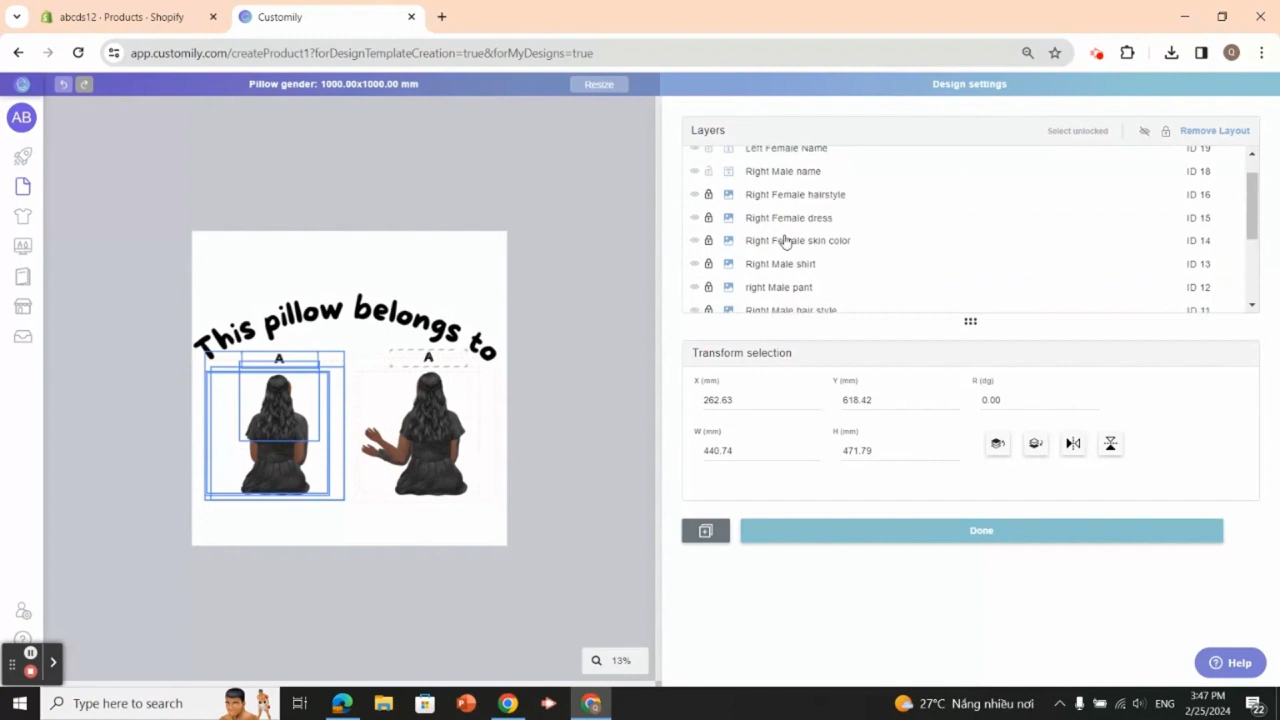 abcds12 · Products · Shopify
Customily
app.customily.com/createProduct1?forDesignTemplateCreation=true&forMyDesigns=true
Pillow gender: 1000.00x1000.00 mm
Resize
Design settings
AB
Layers
Select unlocked
Remove Layout
Left Female Name ID 19
Right Male name ID 18
Right Female hairstyle ID 16
Right Female dress ID 15
Right Female skin color ID 14
Right Male shirt ID 13
right Male pant ID 12
Right Male hair style ID 11
This pillow belongs to
A
A
Transform selection
X (mm) Y (mm) R (dg)
262.63 618.42 0.00
W (mm) H (mm)
440.74 471.79
Done
13%
Help
Type here to search
27°C Nắng nhiều nơi
ENG
3:47 PM
2/25/2024
22